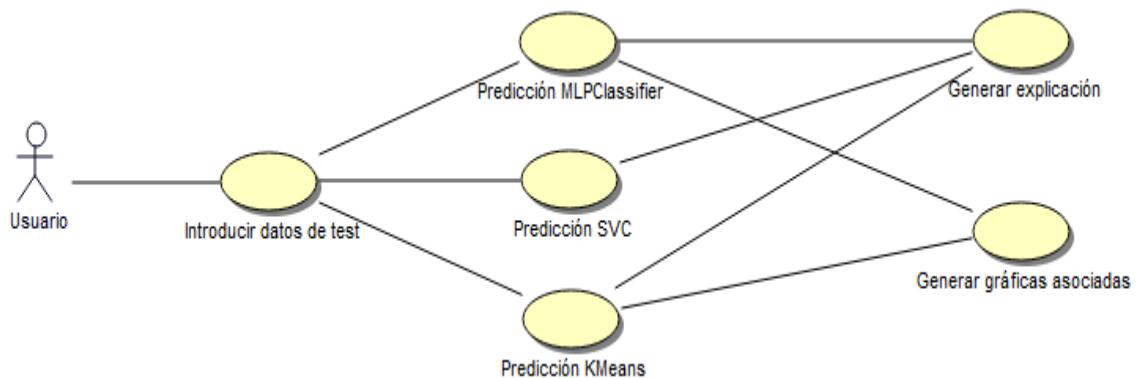 Predicción MLPClassifier
Generar explicación
Usuario
Introducir datos de test
Predicción SVC
Generar gráficas asociadas
Predicción KMeans